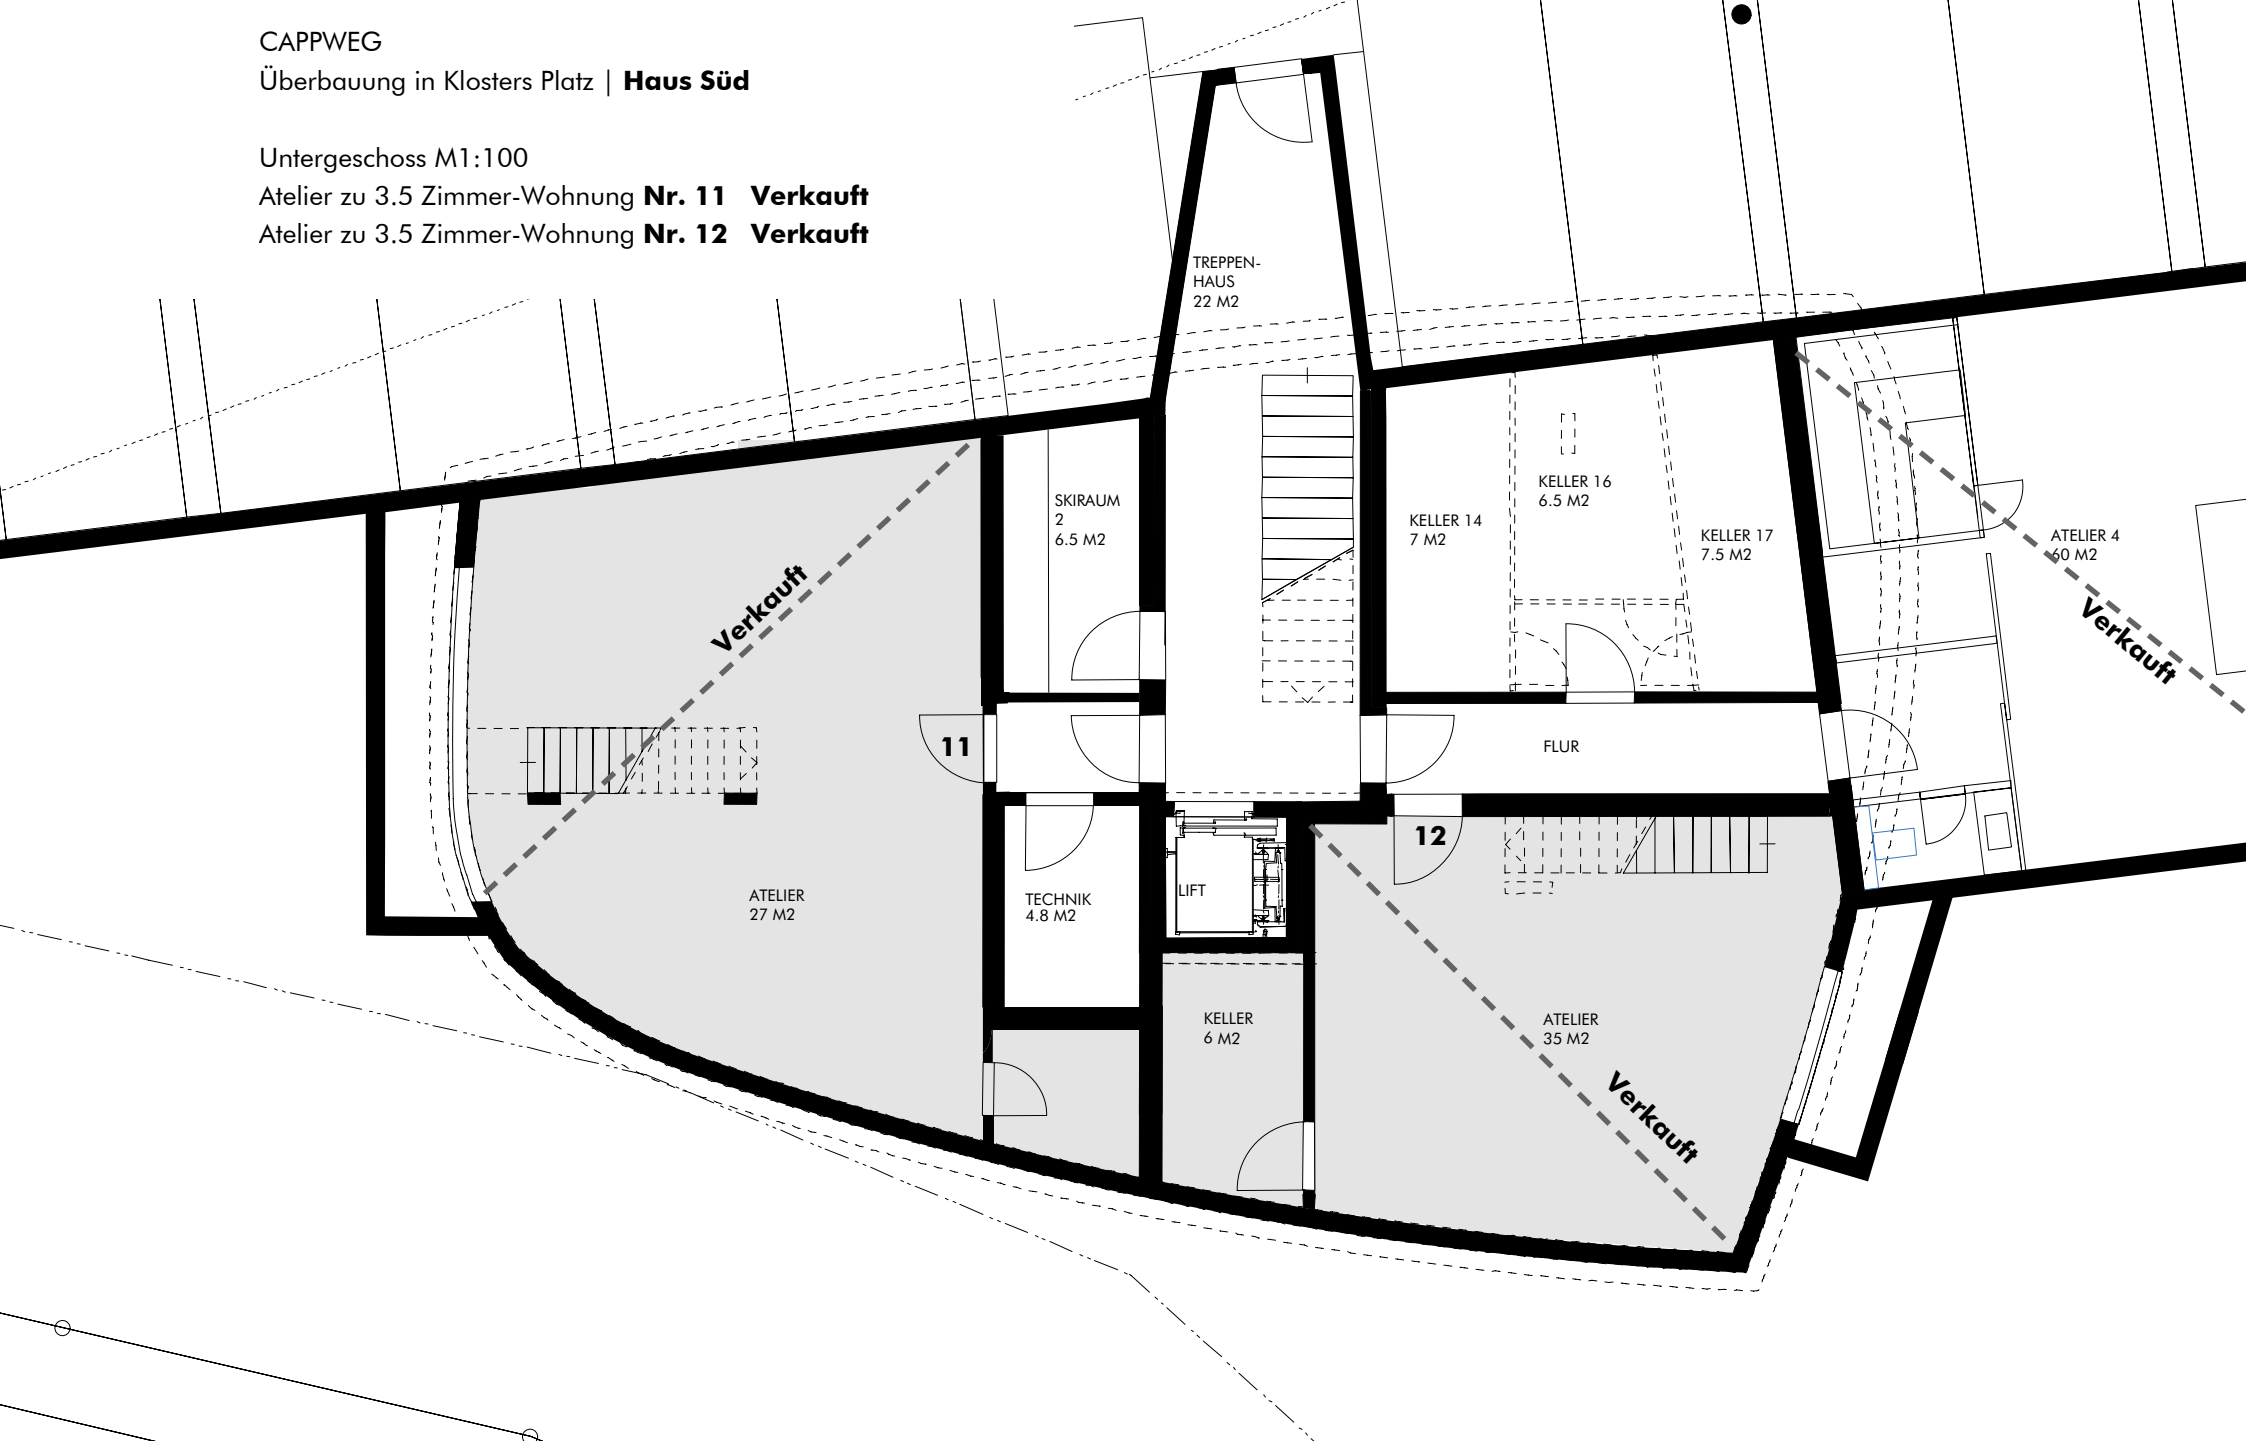 CAPPWEG
Überbauung in Klosters Platz | Haus Süd
Untergeschoss M1:100
Atelier zu 3.5 Zimmer-Wohnung Nr. 11 Verkauft
Atelier zu 3.5 Zimmer-Wohnung Nr. 12 Verkauft
TREPPEN-
HAUS
22 M2
SKIRAUM
2
6.5 M2
KELLER 14
7 M2
KELLER 16
6.5 M2
KELLER 17
7.5 M2
ATELIER 4
60 M2
Verkauft
Verkauft
11
FLUR
12
ATELIER
27 M2
TECHNIK
4.8 M2
LIFT
KELLER
6 M2
ATELIER
35 M2
Verkauft